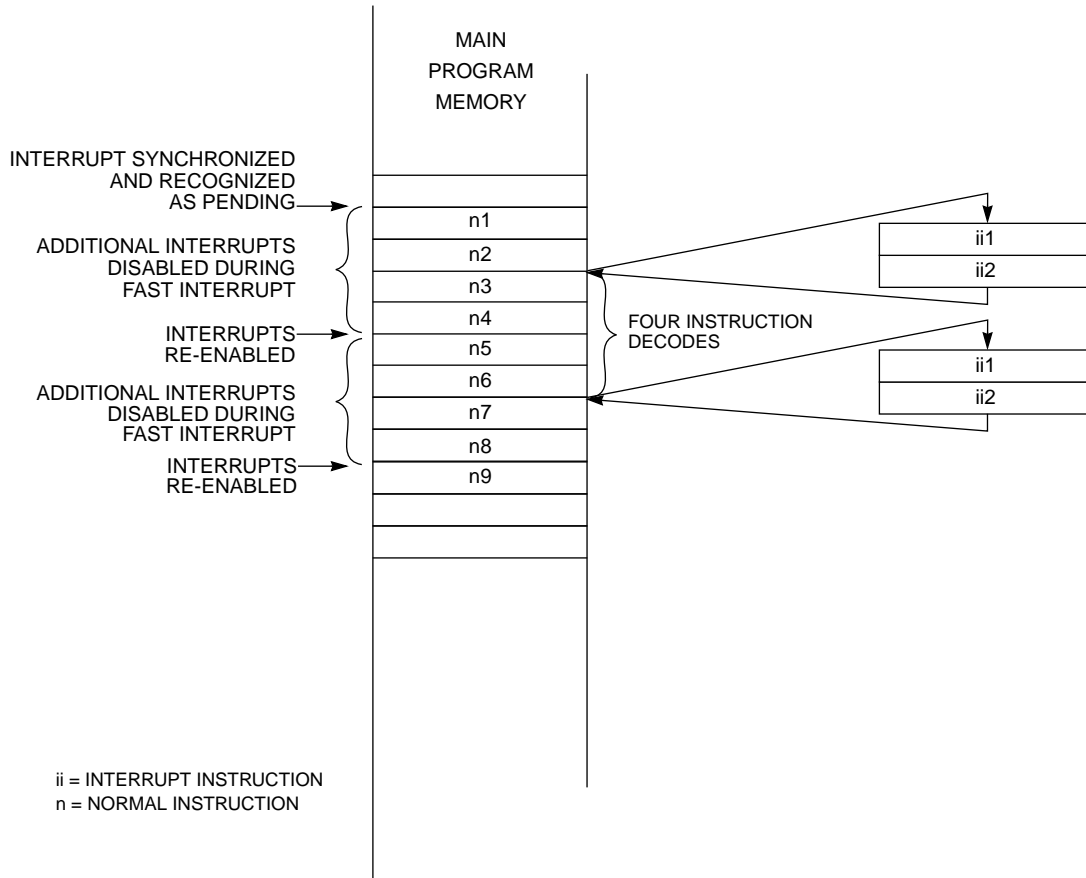 MAIN
PROGRAM
MEMORY
INTERRUPT SYNCHRONIZED
AND RECOGNIZED
AS PENDING
ADDITIONAL INTERRUPTS
DISABLED DURING
FAST INTERRUPT
INTERRUPTS
RE-ENABLED
ADDITIONAL INTERRUPTS
DISABLED DURING
FAST INTERRUPT
INTERRUPTS
RE-ENABLED
n1
n2
n3
n4
n5
n6
n7
n8
n9
FOUR INSTRUCTION
DECODES
ii1
ii2
ii1
ii2
ii = INTERRUPT INSTRUCTION
n = NORMAL INSTRUCTION